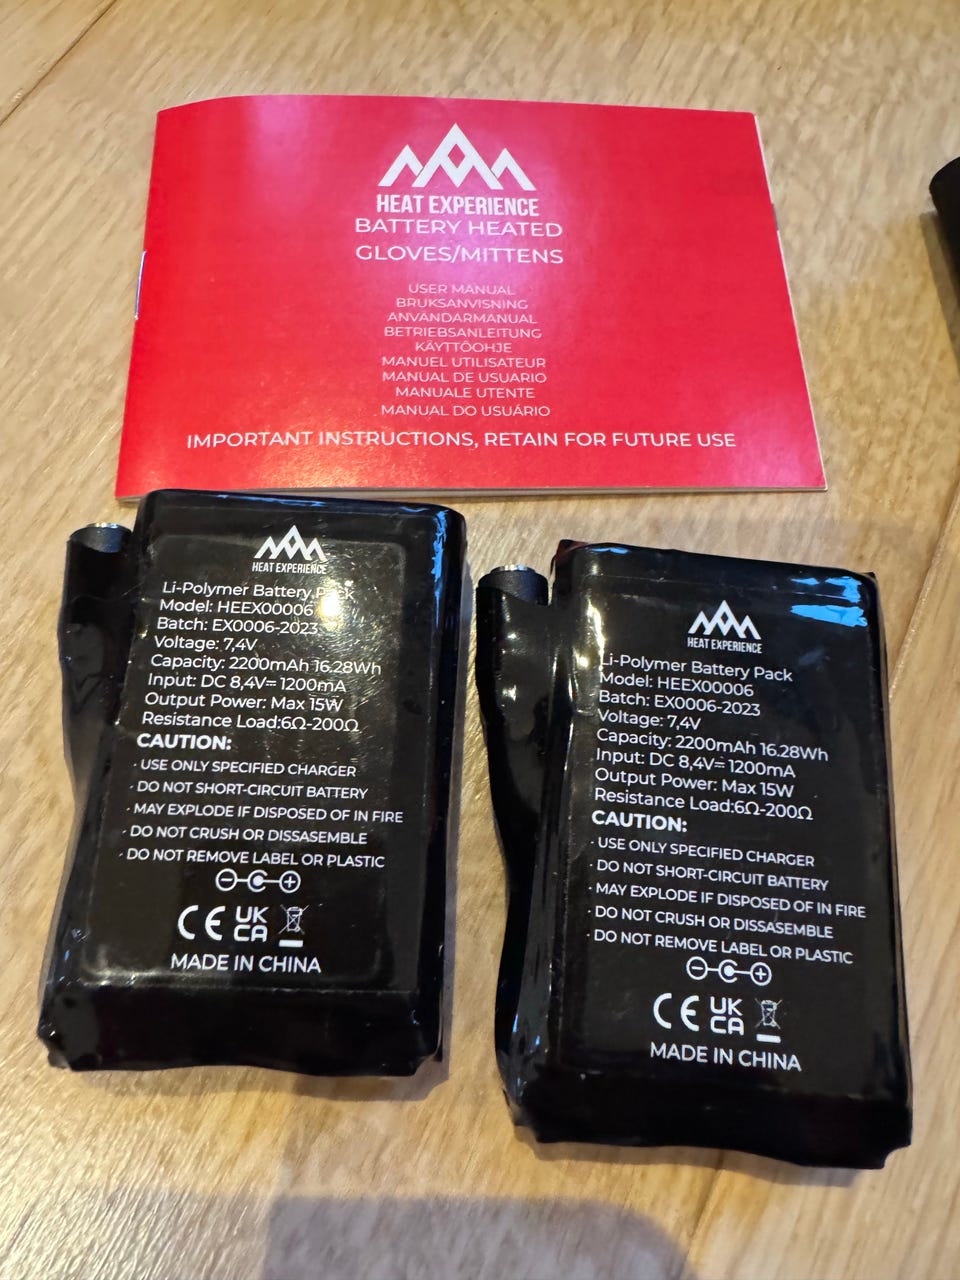 HEAT EXPERIENCE
BATTERY HEATED
GLOVES/MITTENS
USER MANUAL
BRUKSANVISNING
ANVÄNDARMANUAL
BETRIEBSANLEITUNG
KÄYTTÖOHJE
MANUEL UTILISATEUR
MANUAL DE USUARIO
MANUALE UTENTE
MANUAL DO USUÁRIO
IMPORTANT INSTRUCTIONS, RETAIN FOR FUTURE USE
HEAT EXPERIENCE
Li-Polymer Battery Pack
Model: HEEX00006
Batch: EX0006-2023
Voltage: 7,4V
Capacity: 2200mAh 16.28Wh
Input: DC 8,4V= 1200mA
Output Power: Max 15W
Resistance Load:6Ω-200Ω
CAUTION:
· USE ONLY SPECIFIED CHARGER
· DO NOT SHORT-CIRCUIT BATTERY
· MAY EXPLODE IF DISPOSED OF IN FIRE
· DO NOT CRUSH OR DISSASEMBLE
· DO NOT REMOVE LABEL OR PLASTIC
CE UK CA
MADE IN CHINA
HEAT EXPERIENCE
Li-Polymer Battery Pack
Model: HEEX00006
Batch: EX0006-2023
Voltage: 7,4V
Capacity: 2200mAh 16.28Wh
Input: DC 8,4V= 1200mA
Output Power: Max 15W
Resistance Load:6Ω-200Ω
CAUTION:
· USE ONLY SPECIFIED CHARGER
· DO NOT SHORT-CIRCUIT BATTERY
· MAY EXPLODE IF DISPOSED OF IN FIRE
· DO NOT CRUSH OR DISSASEMBLE
· DO NOT REMOVE LABEL OR PLASTIC
CE UK CA
MADE IN CHINA